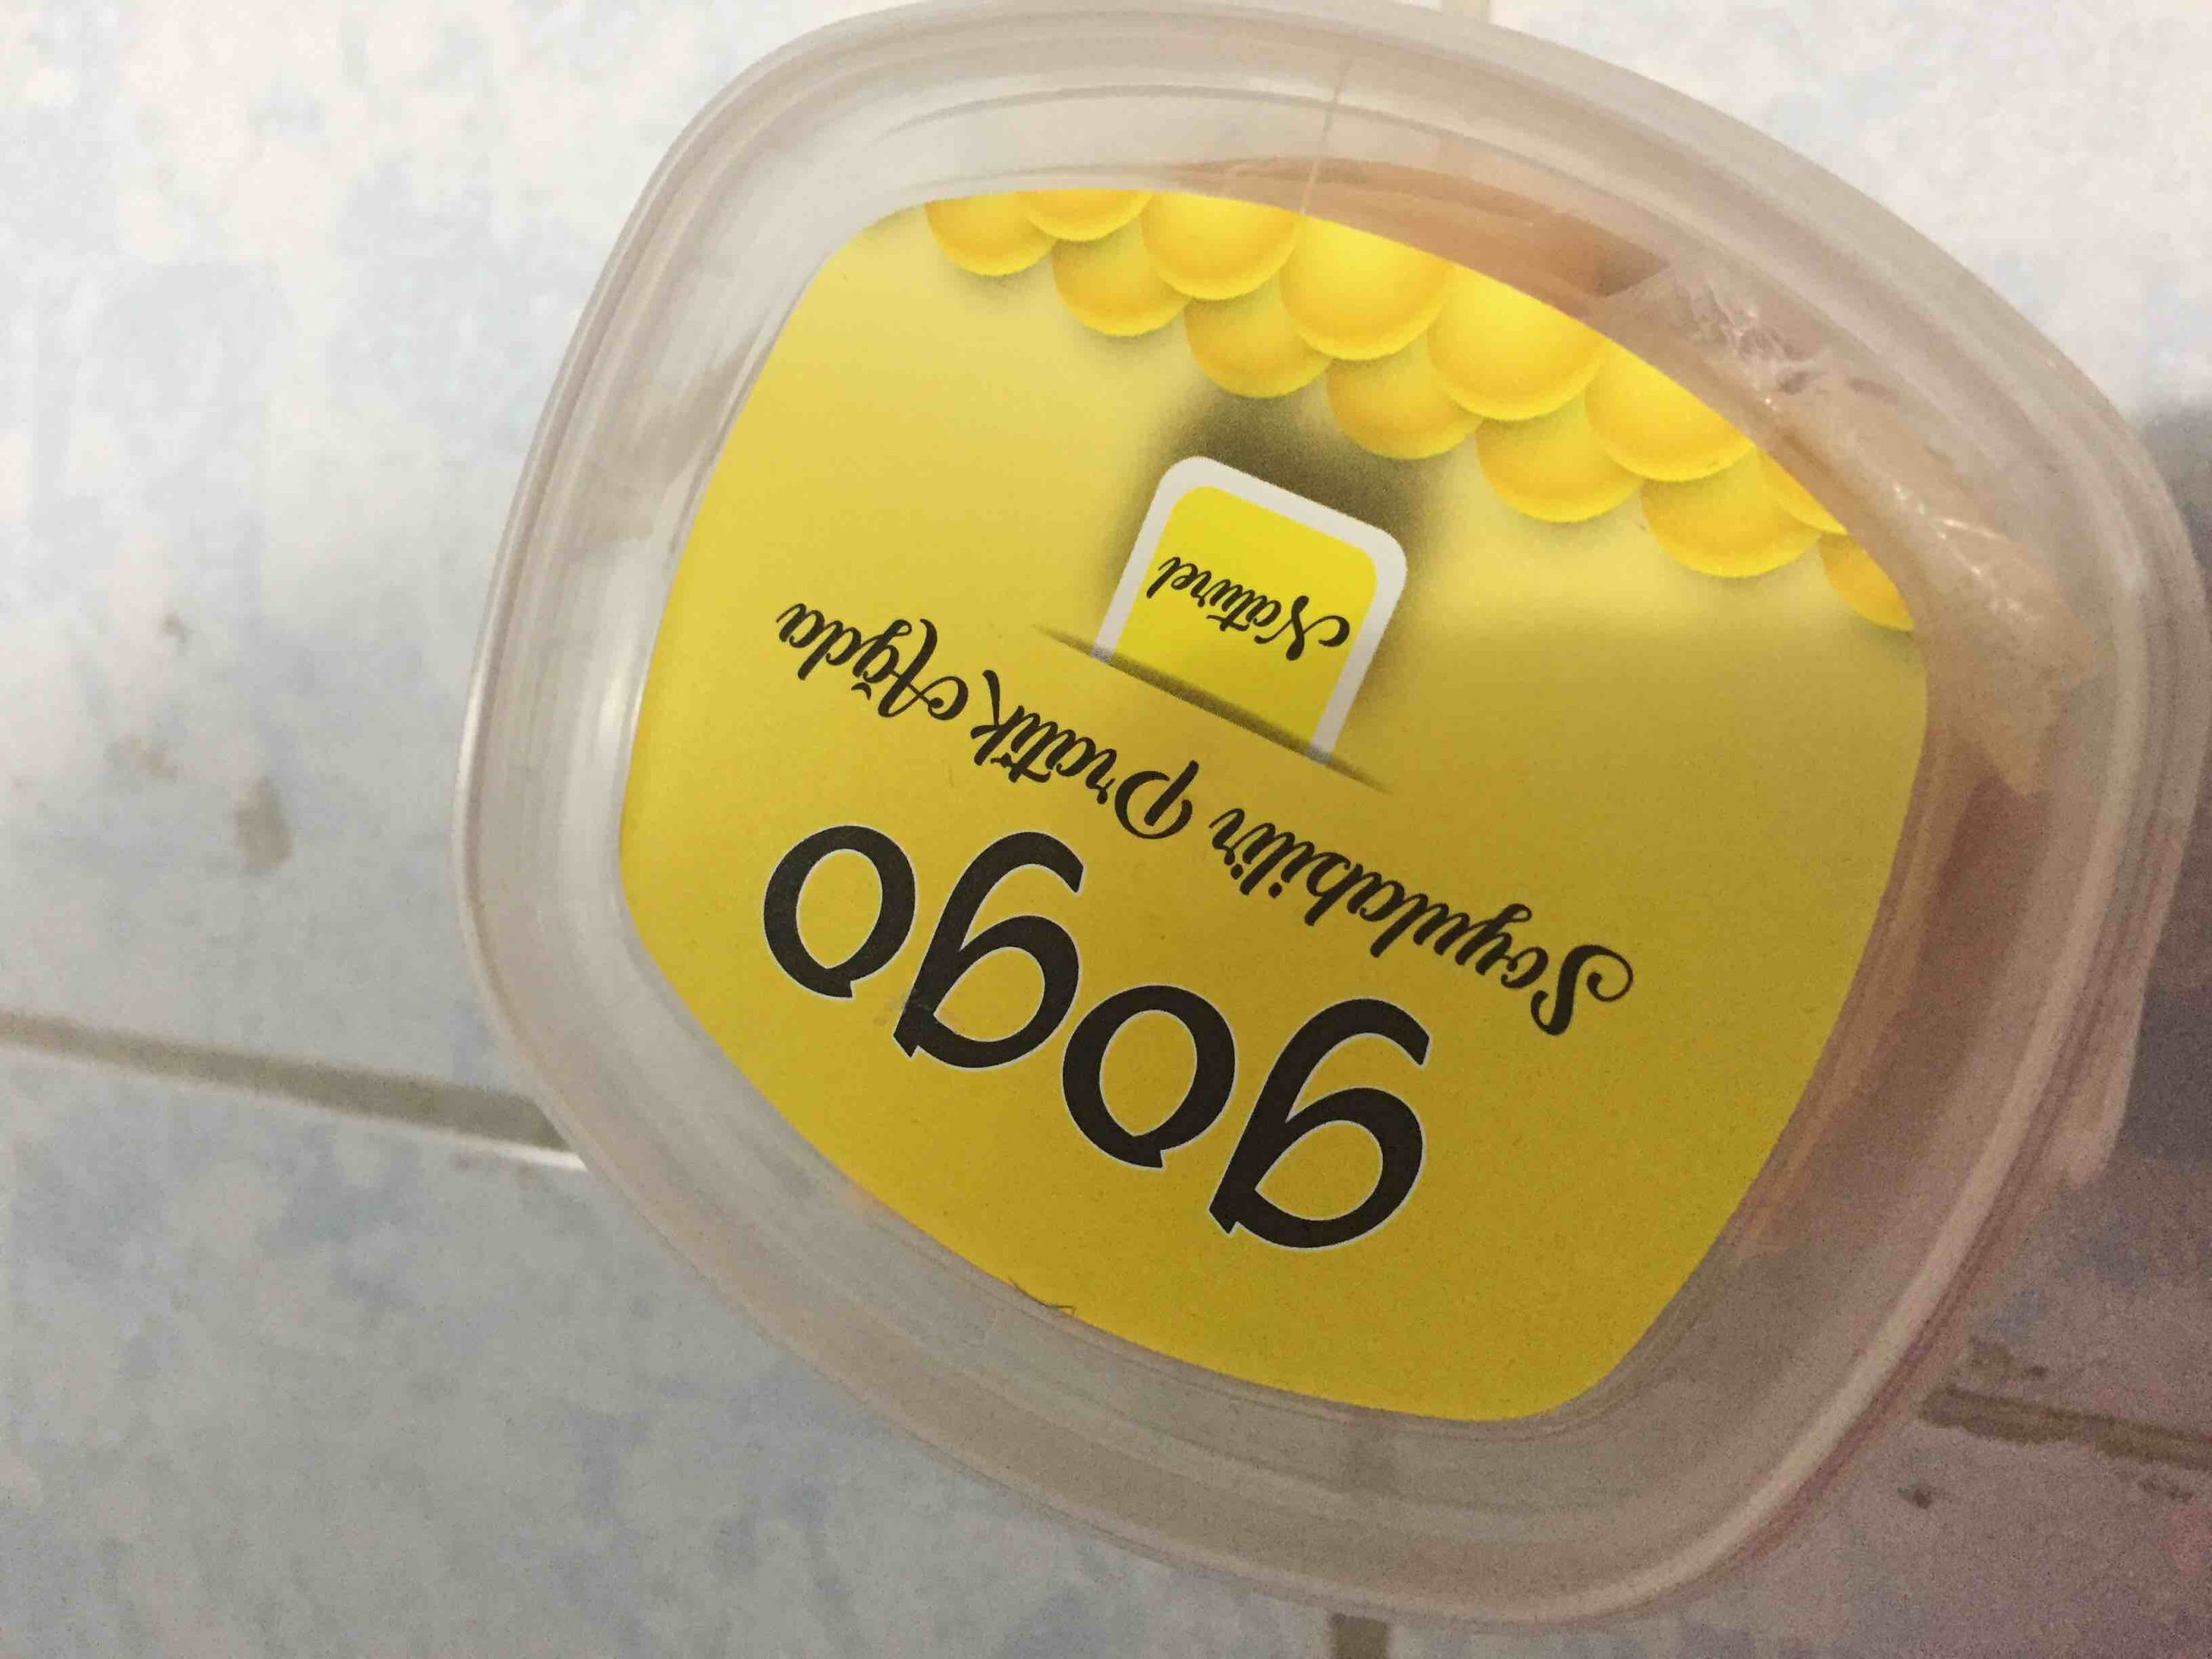 gogo
Soyulabilir Pratik Ağda
Natürel